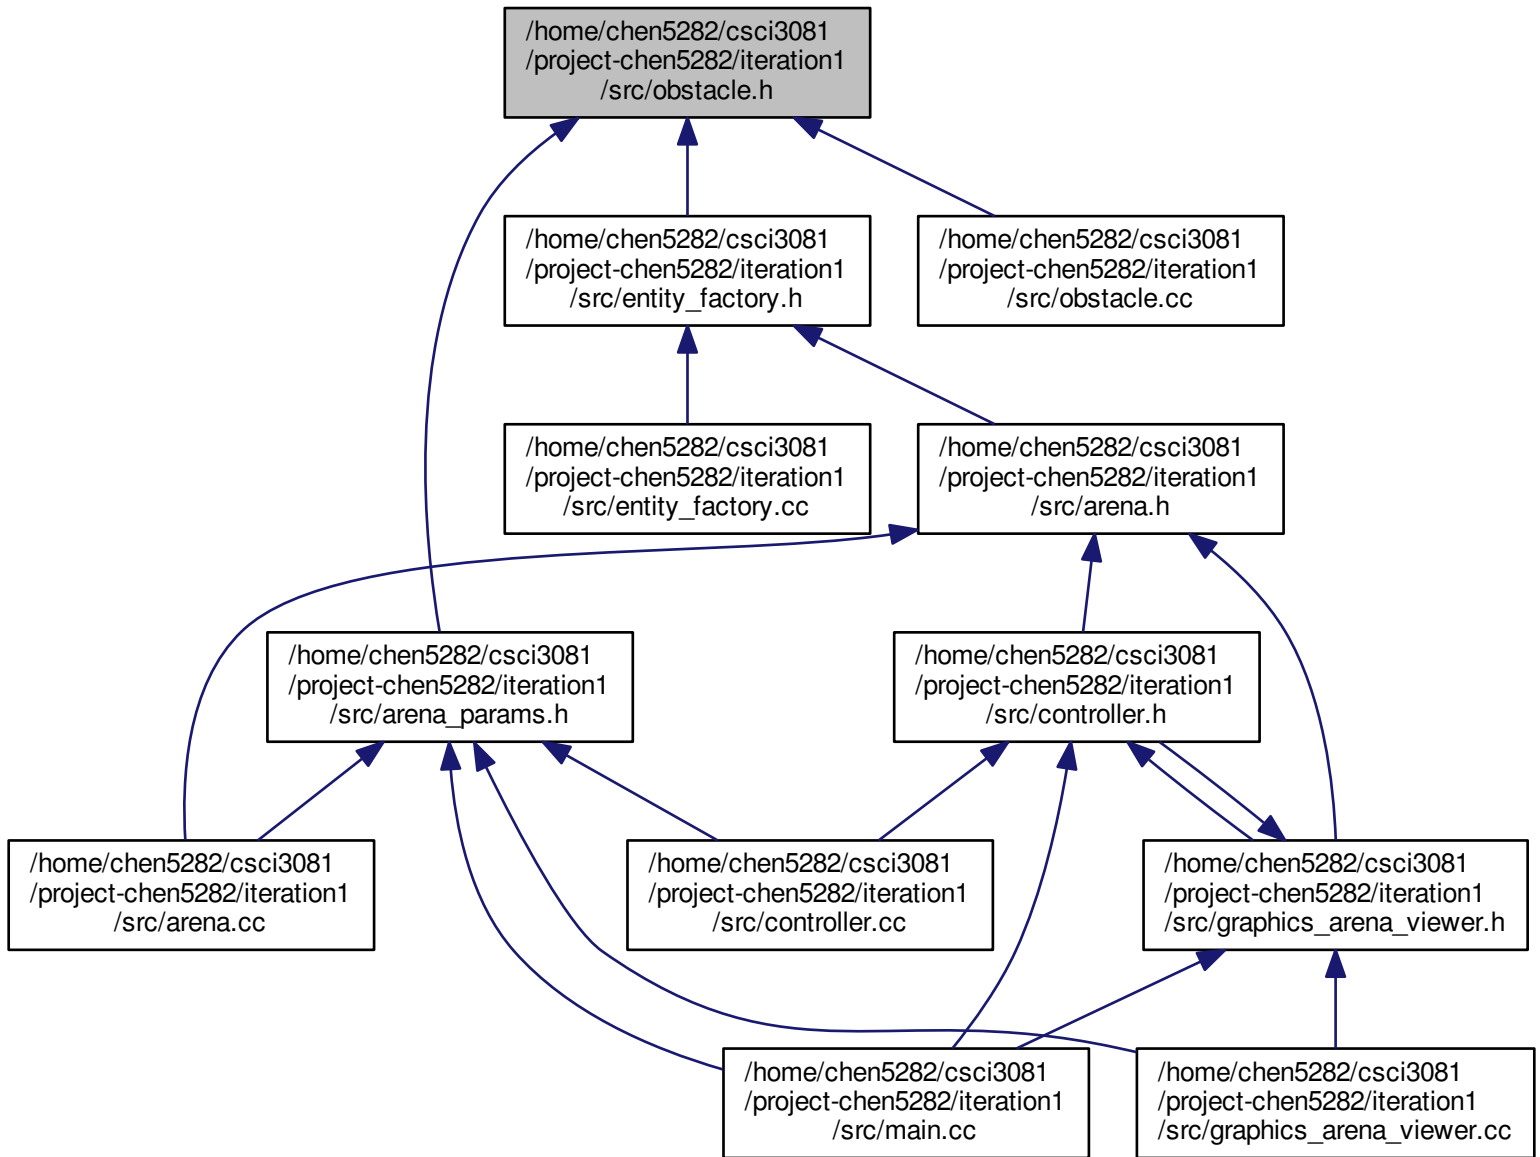 /home/chen5282/csci3081
/project-chen5282/iteration1
/src/obstacle.h
/home/chen5282/csci3081
/project-chen5282/iteration1
/src/entity_factory.h
/home/chen5282/csci3081
/project-chen5282/iteration1
/src/obstacle.cc
/home/chen5282/csci3081
/project-chen5282/iteration1
/src/entity_factory.cc
/home/chen5282/csci3081
/project-chen5282/iteration1
/src/arena.h
/home/chen5282/csci3081
/project-chen5282/iteration1
/src/arena_params.h
/home/chen5282/csci3081
/project-chen5282/iteration1
/src/controller.h
/home/chen5282/csci3081
/project-chen5282/iteration1
/src/arena.cc
/home/chen5282/csci3081
/project-chen5282/iteration1
/src/controller.cc
/home/chen5282/csci3081
/project-chen5282/iteration1
/src/graphics_arena_viewer.h
/home/chen5282/csci3081
/project-chen5282/iteration1
/src/main.cc
/home/chen5282/csci3081
/project-chen5282/iteration1
/src/graphics_arena_viewer.cc